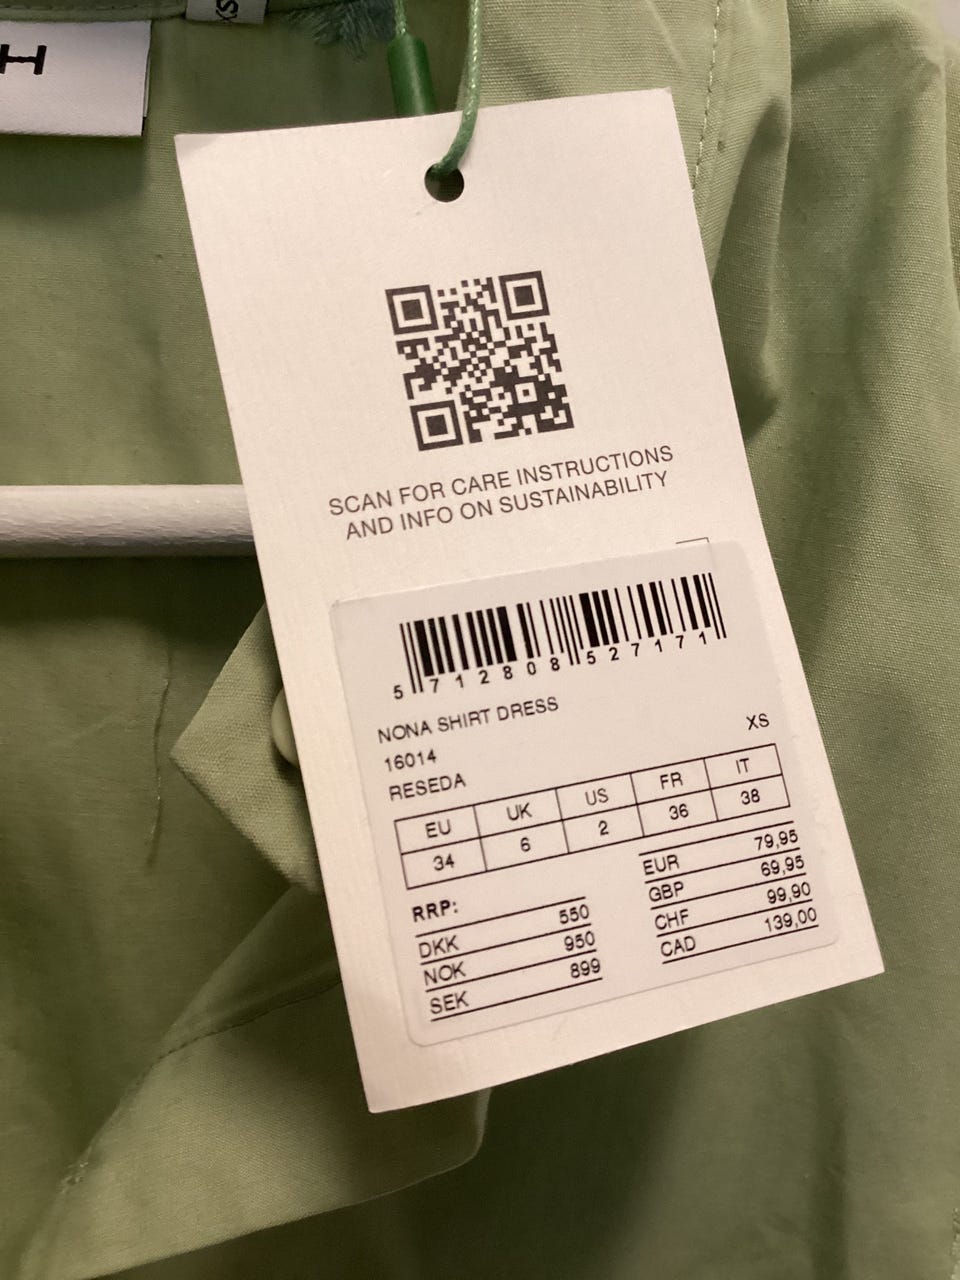 XS
H
SCAN FOR CARE INSTRUCTIONS
AND INFO ON SUSTAINABILITY
5 712808 527171
NONA SHIRT DRESS
16014 XS
RESEDA
EU UK US FR IT
34 6 2 36 38
RRP:
DKK 550
NOK 950
SEK 899
EUR 79,95
GBP 69,95
CHF 99,90
CAD 139,00